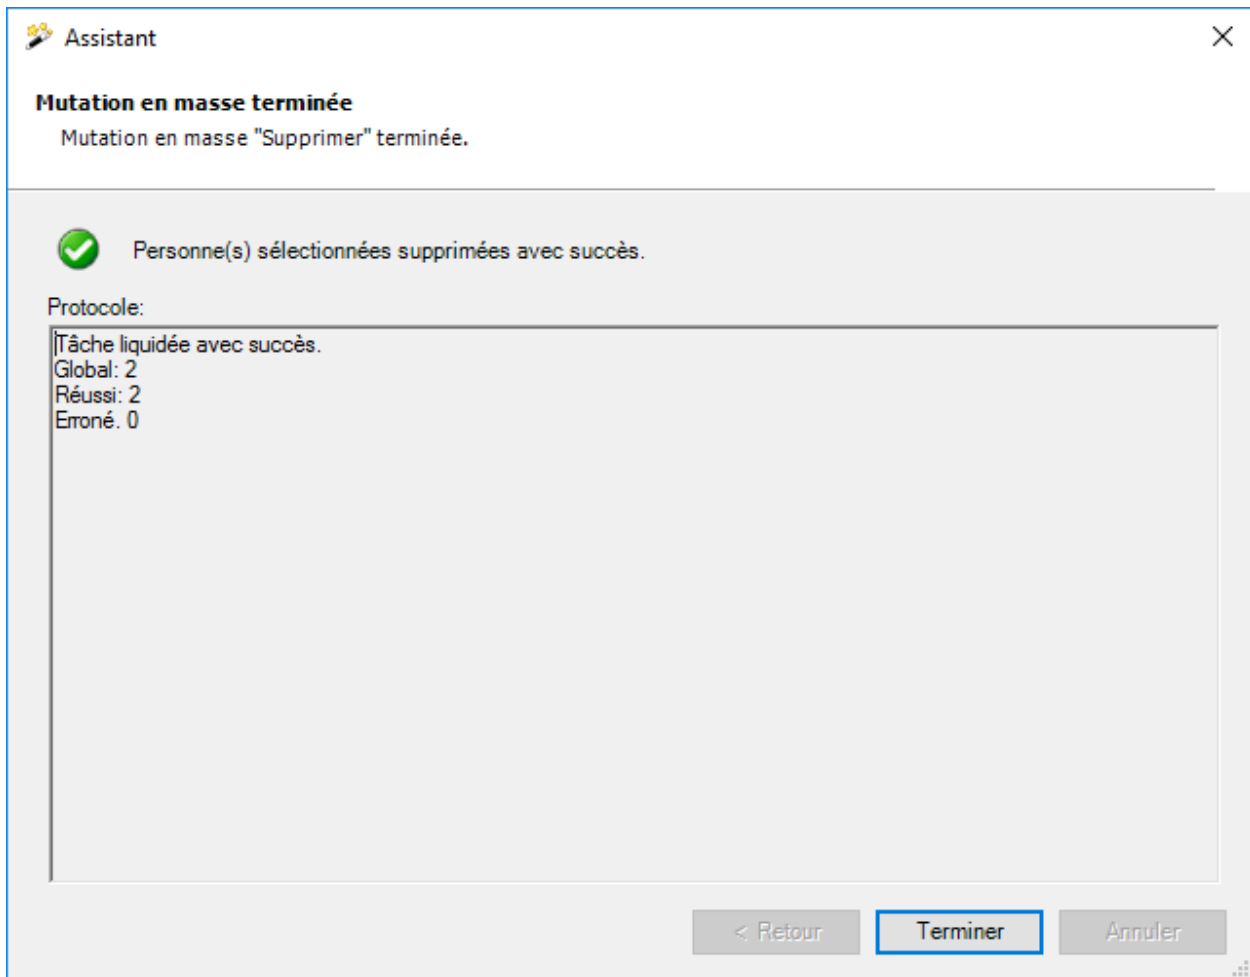 Assistant
Mutation en masse terminée
Mutation en masse "Supprimer" terminée.
Personne(s) sélectionnées supprimées avec succès.
Protocole:
Tâche liquidée avec succès.
Global: 2
Réussi: 2
Erroné. 0
< Retour
Terminer
Annuler